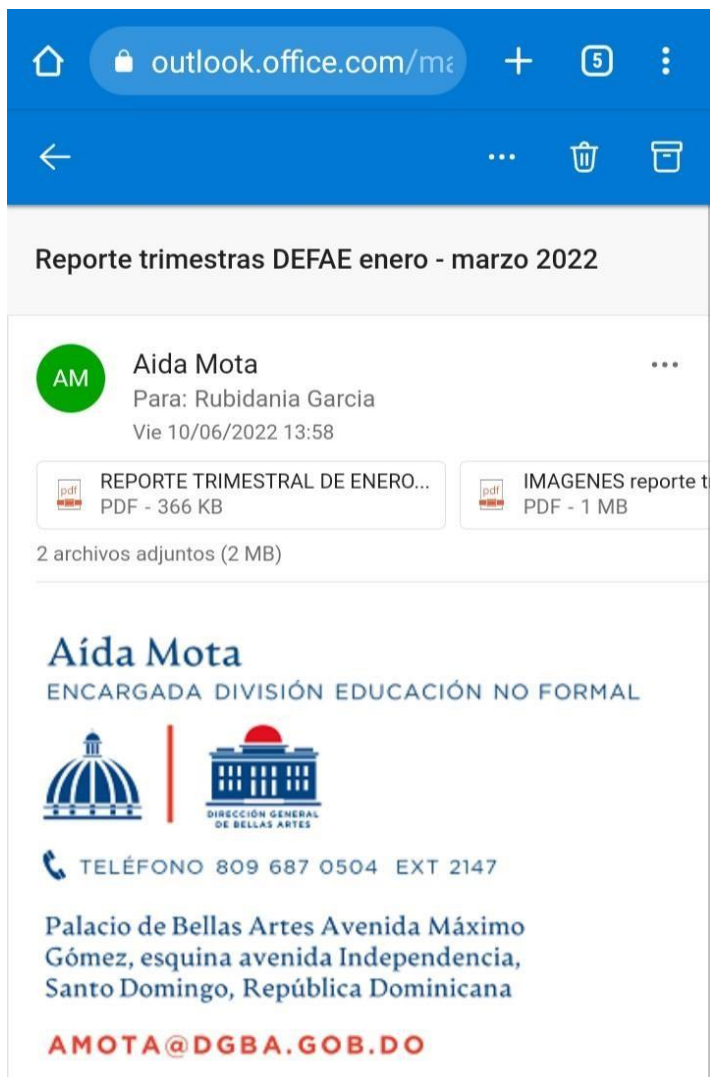 outlook.office.com/ma
5
Reporte trimestras DEFAE enero - marzo 2022
AM
Aida Mota
Para: Rubidania Garcia
Vie 10/06/2022 13:58
pdf
REPORTE TRIMESTRAL DE ENERO...
PDF - 366 KB
pdf
IMAGENES reporte t
PDF - 1 MB
2 archivos adjuntos (2 MB)
Aída Mota
ENCARGADA DIVISIÓN EDUCACIÓN NO FORMAL
DIRECCIÓN GENERAL
DE BELLAS ARTES
TELÉFONO 809 687 0504 EXT 2147
Palacio de Bellas Artes Avenida Máximo
Gómez, esquina avenida Independencia,
Santo Domingo, República Dominicana
AMOTA@DGBA.GOB.DO